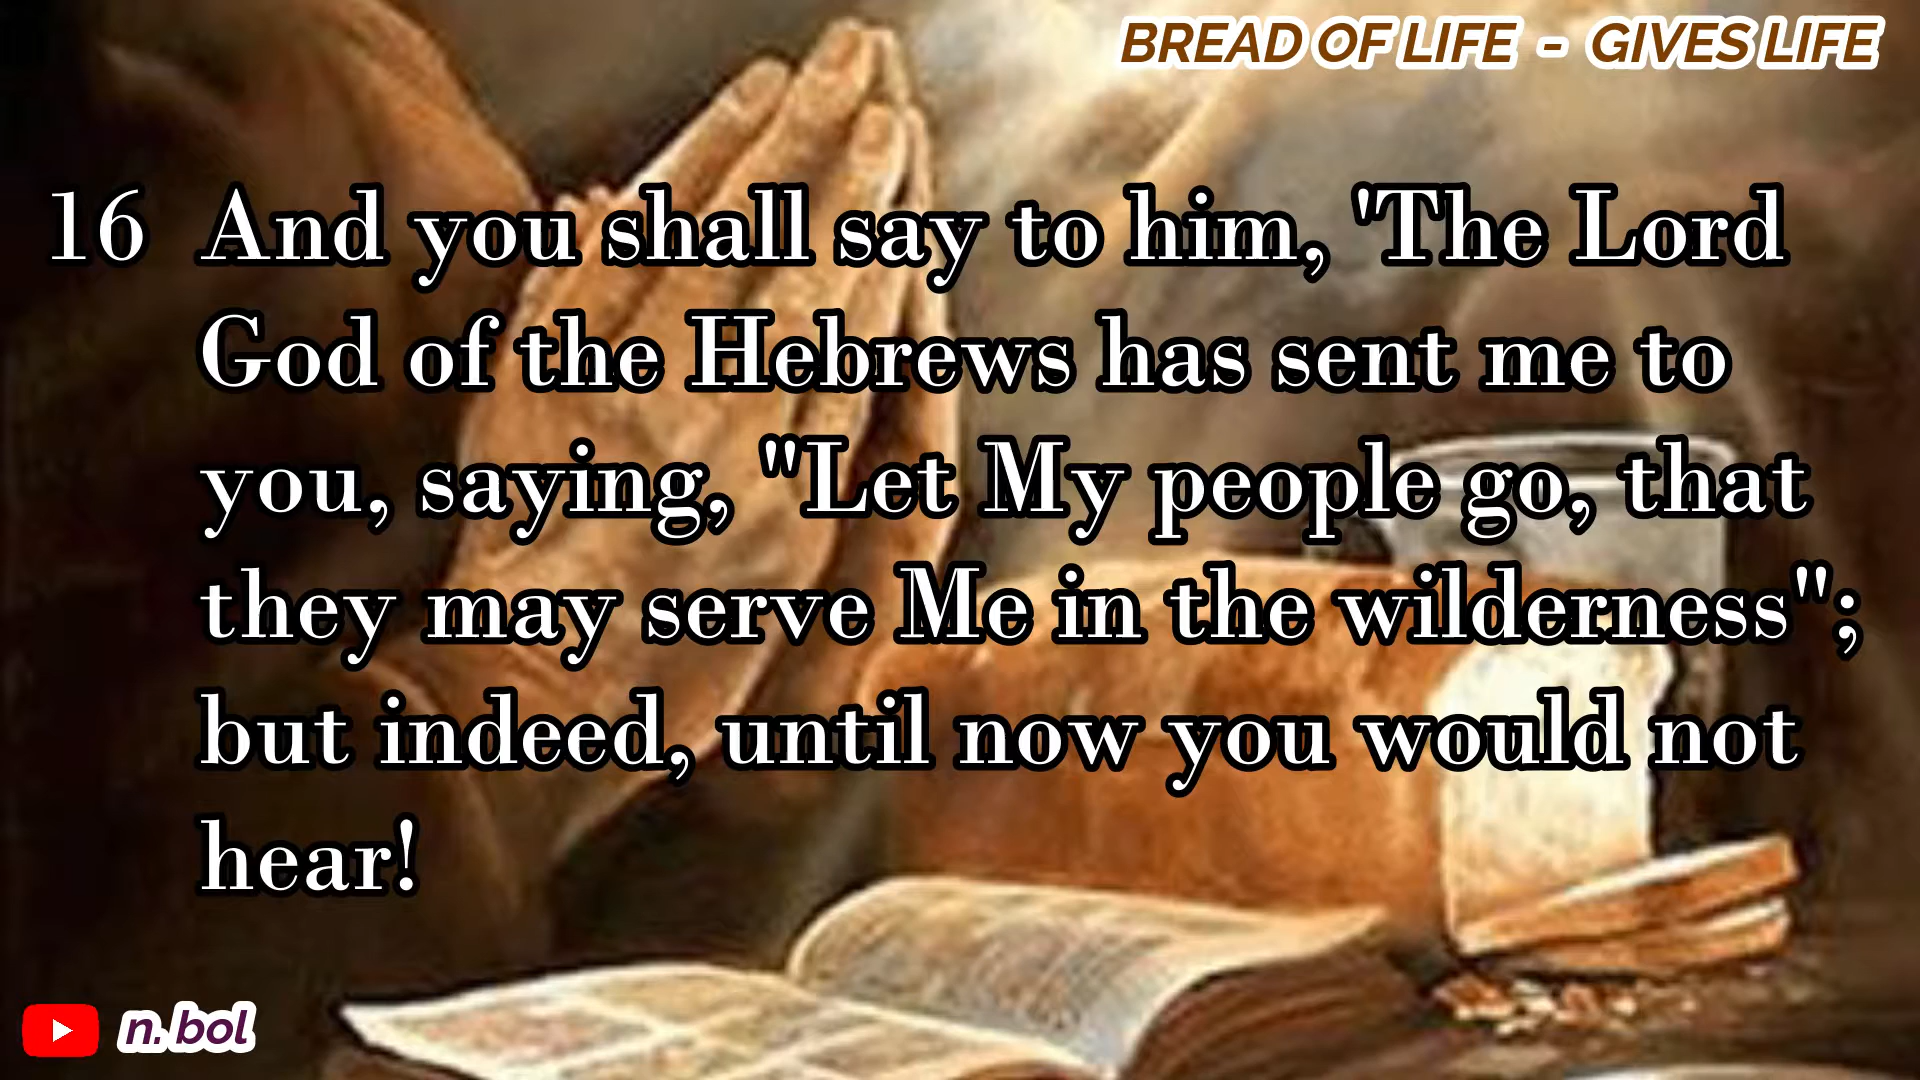 BREAD OF LIFE - GIVES LIFE
16 And you shall say to him, 'The Lord
God of the Hebrews has sent me to
you, saying, "Let My people go, that
they may serve Me in the wilderness";
but indeed, until now you would not
hear!
n. bol